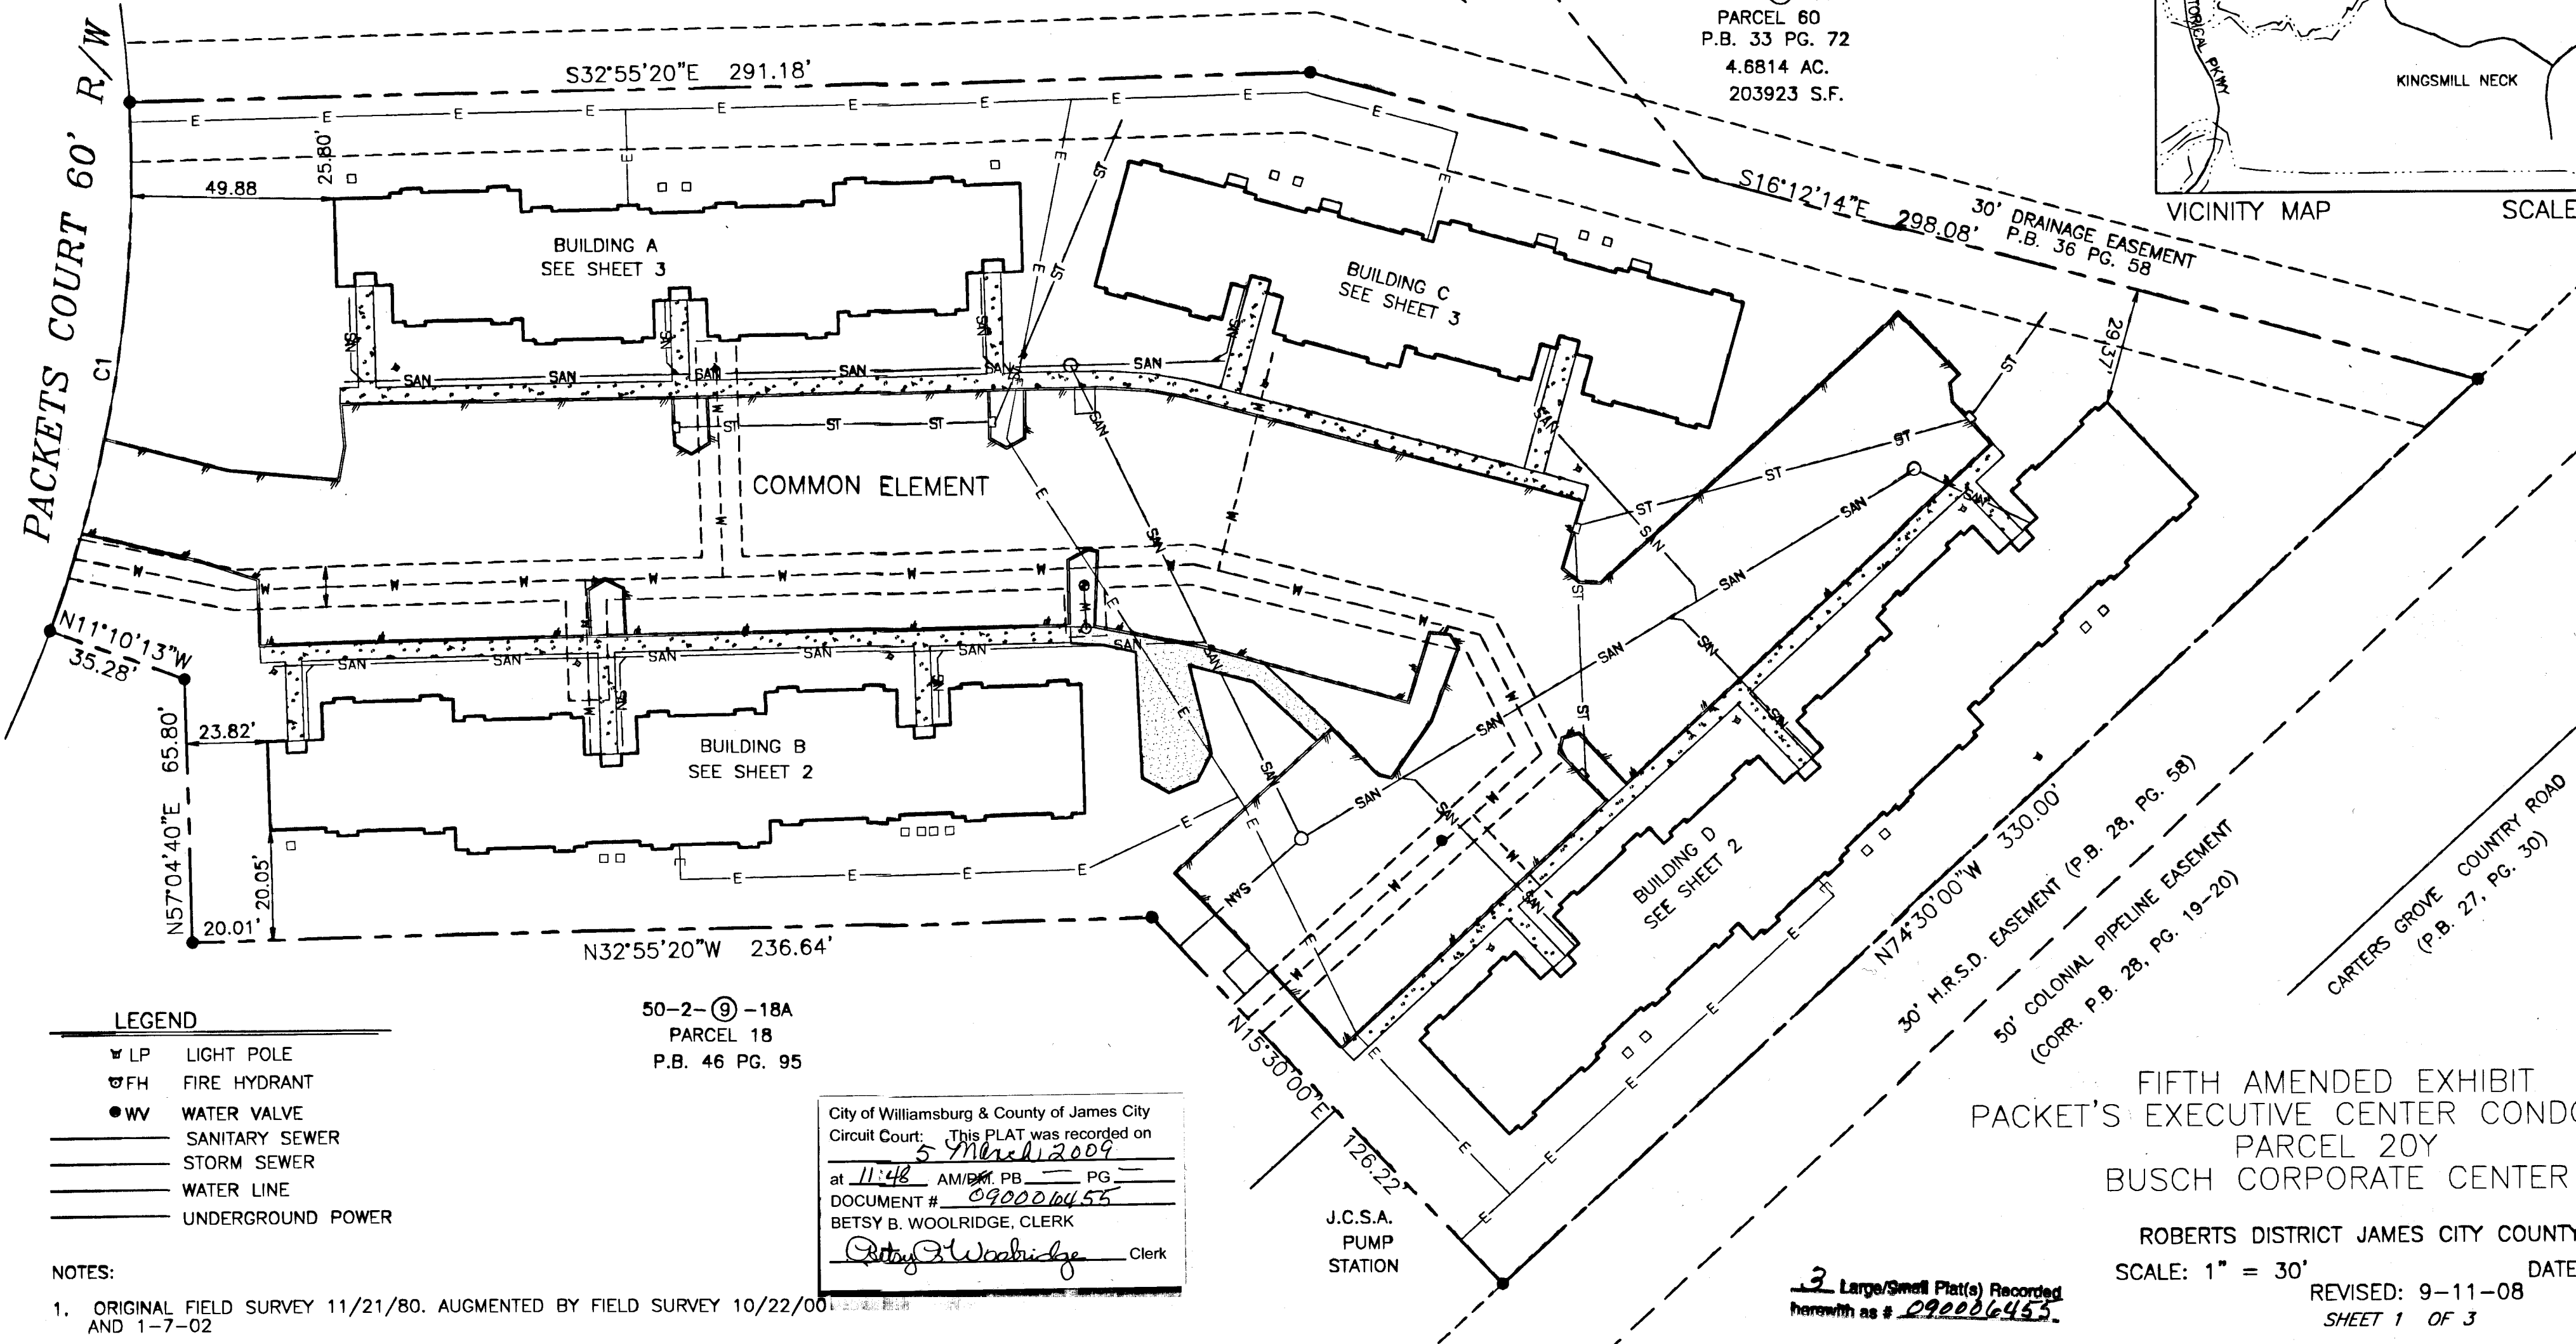 PARCEL 60
P.B. 33 PG. 72
4.6814 AC.
203923 S.F.
KINGSMILL NECK
VICINITY MAP
SCALE
PACKETS COURT 60' R/W
C1
S32°55'20"E 291.18'
S16°12'14"E 298.08'
30' DRAINAGE EASEMENT
P.B. 36 PG. 58
49.88
25.80'
29.37'
BUILDING A
SEE SHEET 3
BUILDING C
SEE SHEET 3
COMMON ELEMENT
N11°10'13"W
35.28'
N57°04'40"E 65.80'
23.82'
20.05'
20.01'
BUILDING B
SEE SHEET 2
BUILDING D
SEE SHEET 2
N32°55'20"W 236.64'
N15°30'00"E 126.22'
N74°30'00"W 330.00'
30' H.R.S.D. EASEMENT (P.B. 28, PG. 58)
50' COLONIAL PIPELINE EASEMENT
(CORR. P.B. 28, PG. 19-20)
CARTERS GROVE COUNTRY ROAD
(P.B. 27, PG. 30)
50-2-(9)-18A
PARCEL 18
P.B. 46 PG. 95
J.C.S.A.
PUMP
STATION
LEGEND
LP LIGHT POLE
FH FIRE HYDRANT
WV WATER VALVE
SANITARY SEWER
STORM SEWER
WATER LINE
UNDERGROUND POWER
NOTES:
1. ORIGINAL FIELD SURVEY 11/21/80. AUGMENTED BY FIELD SURVEY 10/22/00
AND 1-7-02
City of Williamsburg & County of James City
Circuit Court: This PLAT was recorded on
5 March 2009
at 11:48 AM/PM. PB — PG —
DOCUMENT # 090006455
BETSY B. WOOLRIDGE, CLERK
Betsy B Woolridge Clerk
3 Large/Small Plat(s) Recorded
herewith as # 090006455
FIFTH AMENDED EXHIBIT
PACKET'S EXECUTIVE CENTER
PARCEL 20Y
BUSCH CORPORATE CENTER
ROBERTS DISTRICT JAMES CITY COUNTY
SCALE: 1" = 30'
DATE
REVISED: 9-11-08
SHEET 1 OF 3